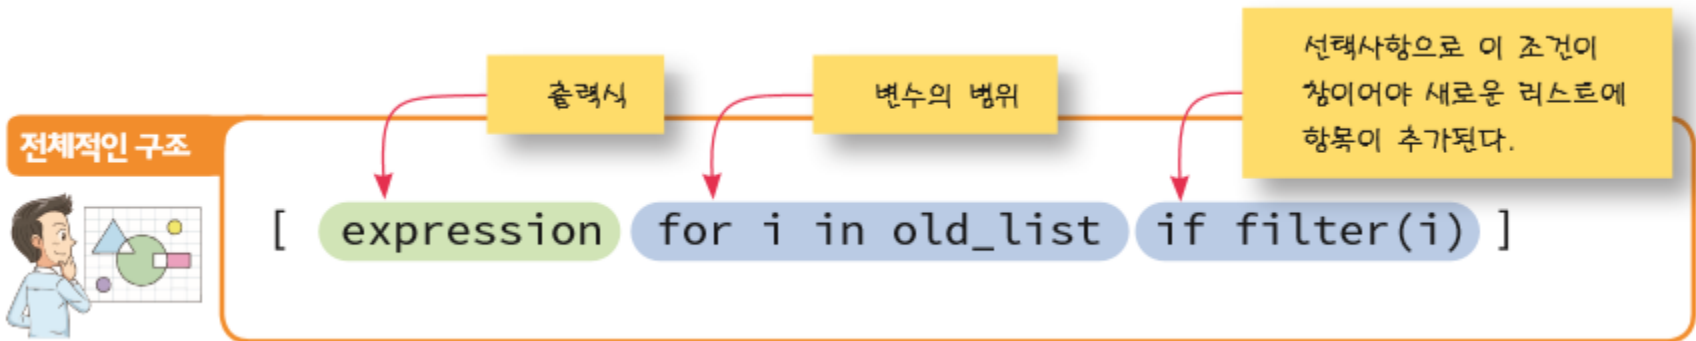 출력식
변수의 범위
선택사항으로 이 조건이
참이어야 새로운 리스트에
항목이 추가된다.
전체적인 구조
[ expression for i in old_list if filter(i) ]